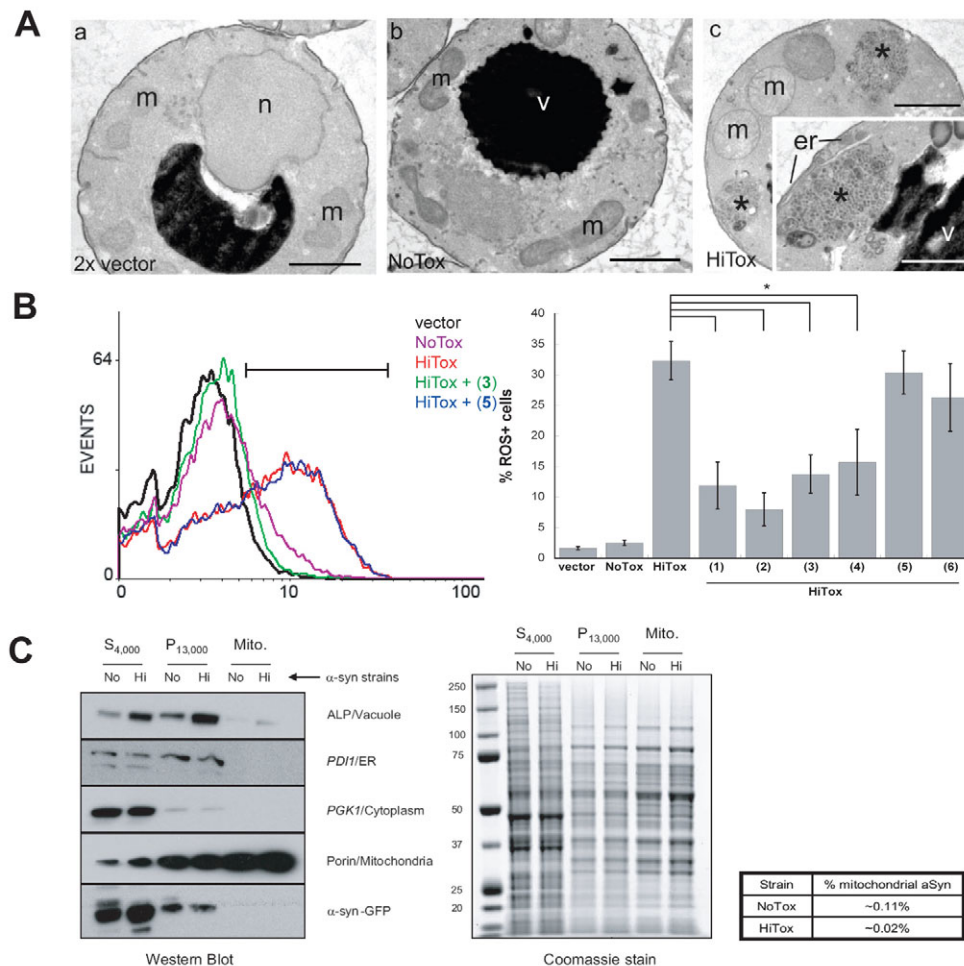 A
a
m
n
m
2x vector
b
m
v
m
NoTox
c
*
m
m
er
*
*
v
HiTox
B
64
EVENTS
0
0
10
100
vector
NoTox
HiTox
HiTox + (3)
HiTox + (5)
*
% ROS+ cells
40
35
30
25
20
15
10
5
0
vector NoTox HiTox (1) (2) (3) (4) (5) (6)
HiTox
C
S4,000 P13,000 Mito.
No Hi No Hi No Hi
α-syn strains
ALP/Vacuole
PDI1/ER
PGK1/Cytoplasm
Porin/Mitochondria
α-syn-GFP
Western Blot
S4,000 P13,000 Mito.
No Hi No Hi No Hi
250
150
100
75
50
37
25
20
Coomassie stain
Strain % mitochondrial aSyn
NoTox ~0.11%
HiTox ~0.02%